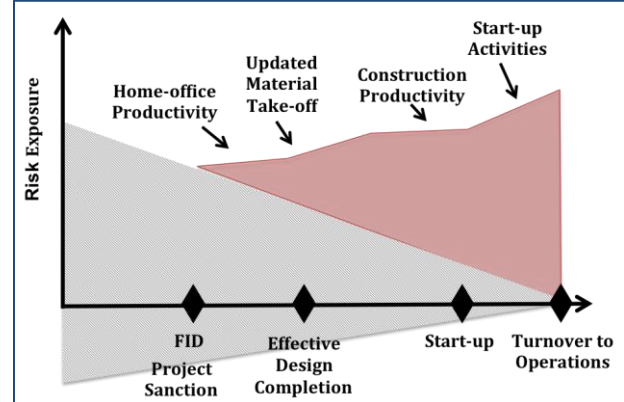 Start-up
Activities
Updated
Material
Take-off
Construction
Productivity
Home-office
Productivity
Risk Exposure
FID
Project
Sanction
Effective
Design
Completion
Start-up
Turnover to
Operations